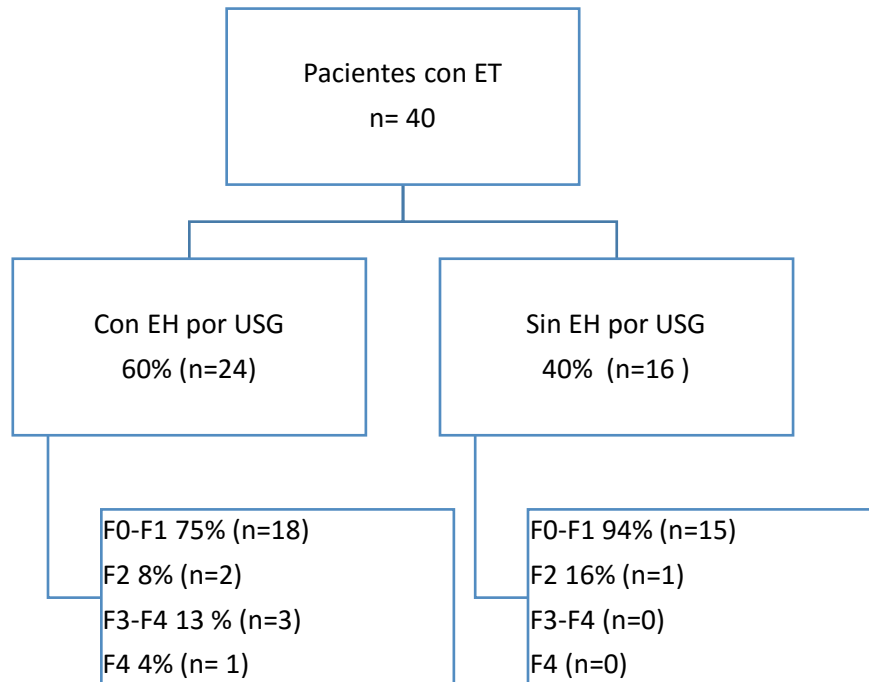 Pacientes con ET
n= 40
Con EH por USG
60% (n=24)
Sin EH por USG
40% (n=16 )
F0-F1 75% (n=18)
F2 8% (n=2)
F3-F4 13 % (n=3)
F4 4% (n= 1)
F0-F1 94% (n=15)
F2 16% (n=1)
F3-F4 (n=0)
F4 (n=0)